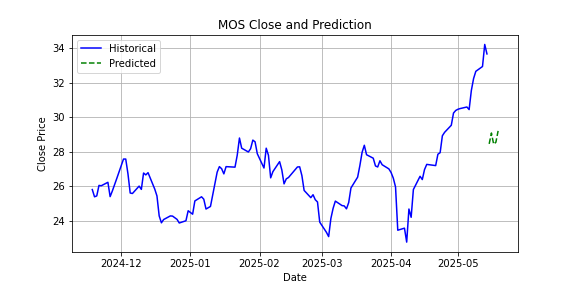 MOS Close and Prediction
Historical
Predicted
Close Price
34
32
30
28
26
24
2024-12
2025-01
2025-02
2025-03
2025-04
2025-05
Date